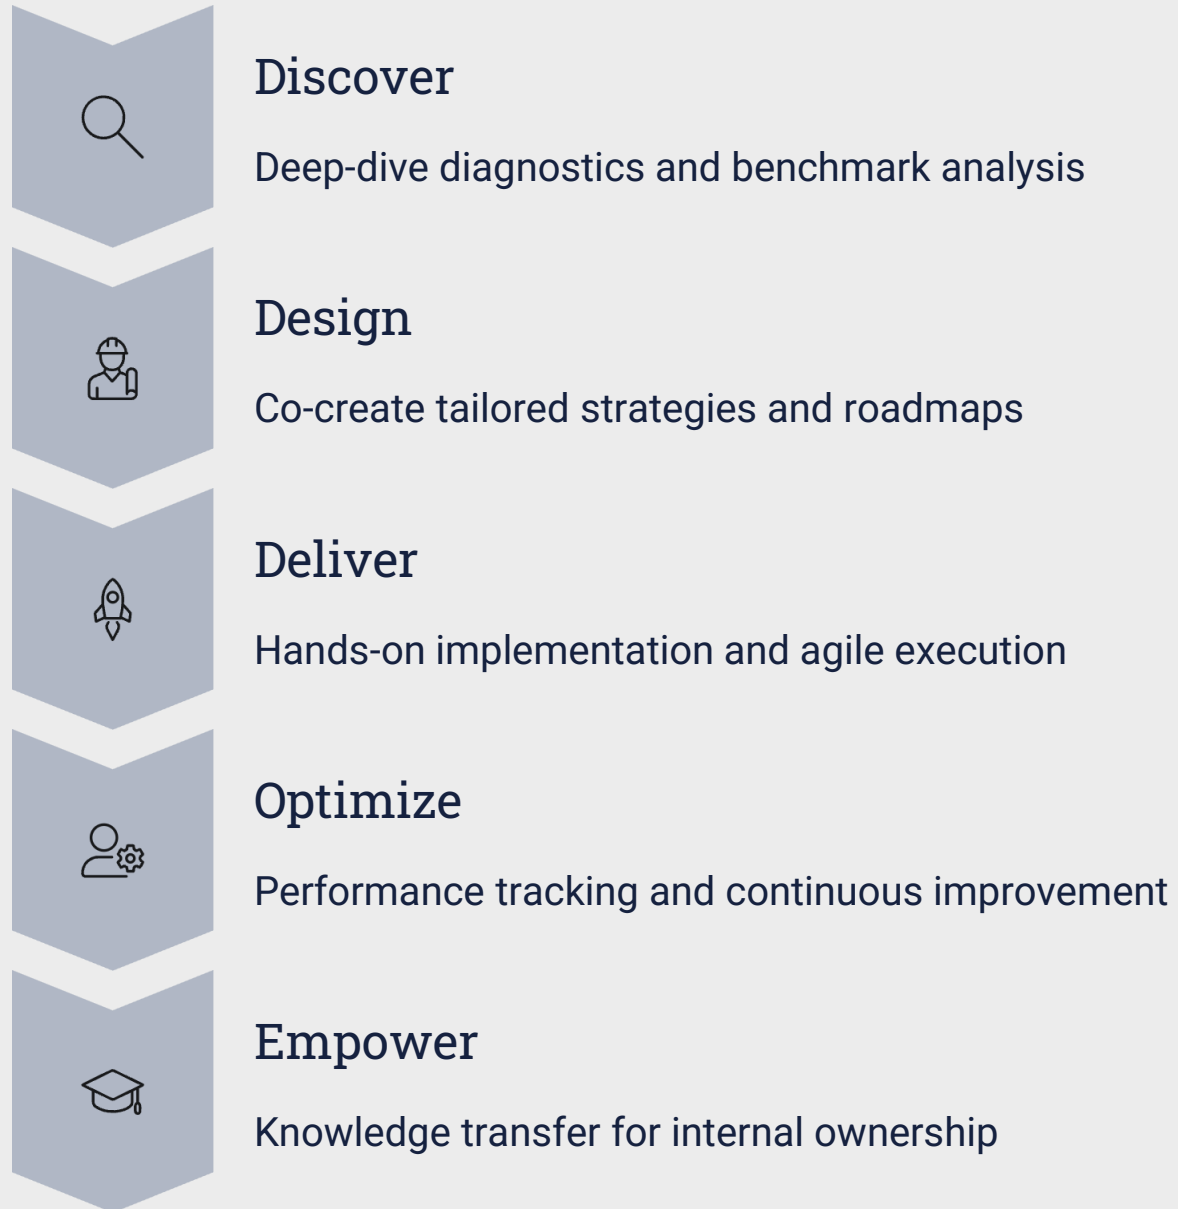 Discover
Deep-dive diagnostics and benchmark analysis
Design
Co-create tailored strategies and roadmaps
Deliver
Hands-on implementation and agile execution
Optimize
Performance tracking and continuous improvement
Empower
Knowledge transfer for internal ownership